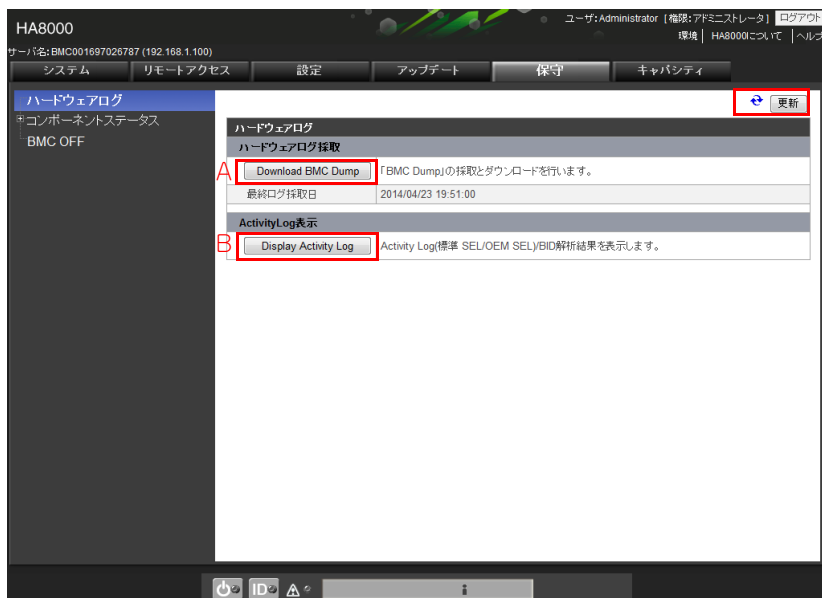 HA8000
ユーザ:Administrator [権限:アドミニストレータ] ログアウト
環境 | HA8000について | ヘルプ
サーバ名:BMC001697026787 (192.168.1.100)
システム リモートアクセス 設定 アップデート 保守 キャパシティ
ハードウェアログ
コンポーネントステータス
BMC OFF
更新
ハードウェアログ
ハードウェアログ採取
A Download BMC Dump 「BMC Dump」の採取とダウンロードを行います。
最終ログ採取日 2014/04/23 19:51:00
ActivityLog表示
B Display Activity Log Activity Log(標準 SEL/OEM SEL)/BID解析結果を表示します。
ID